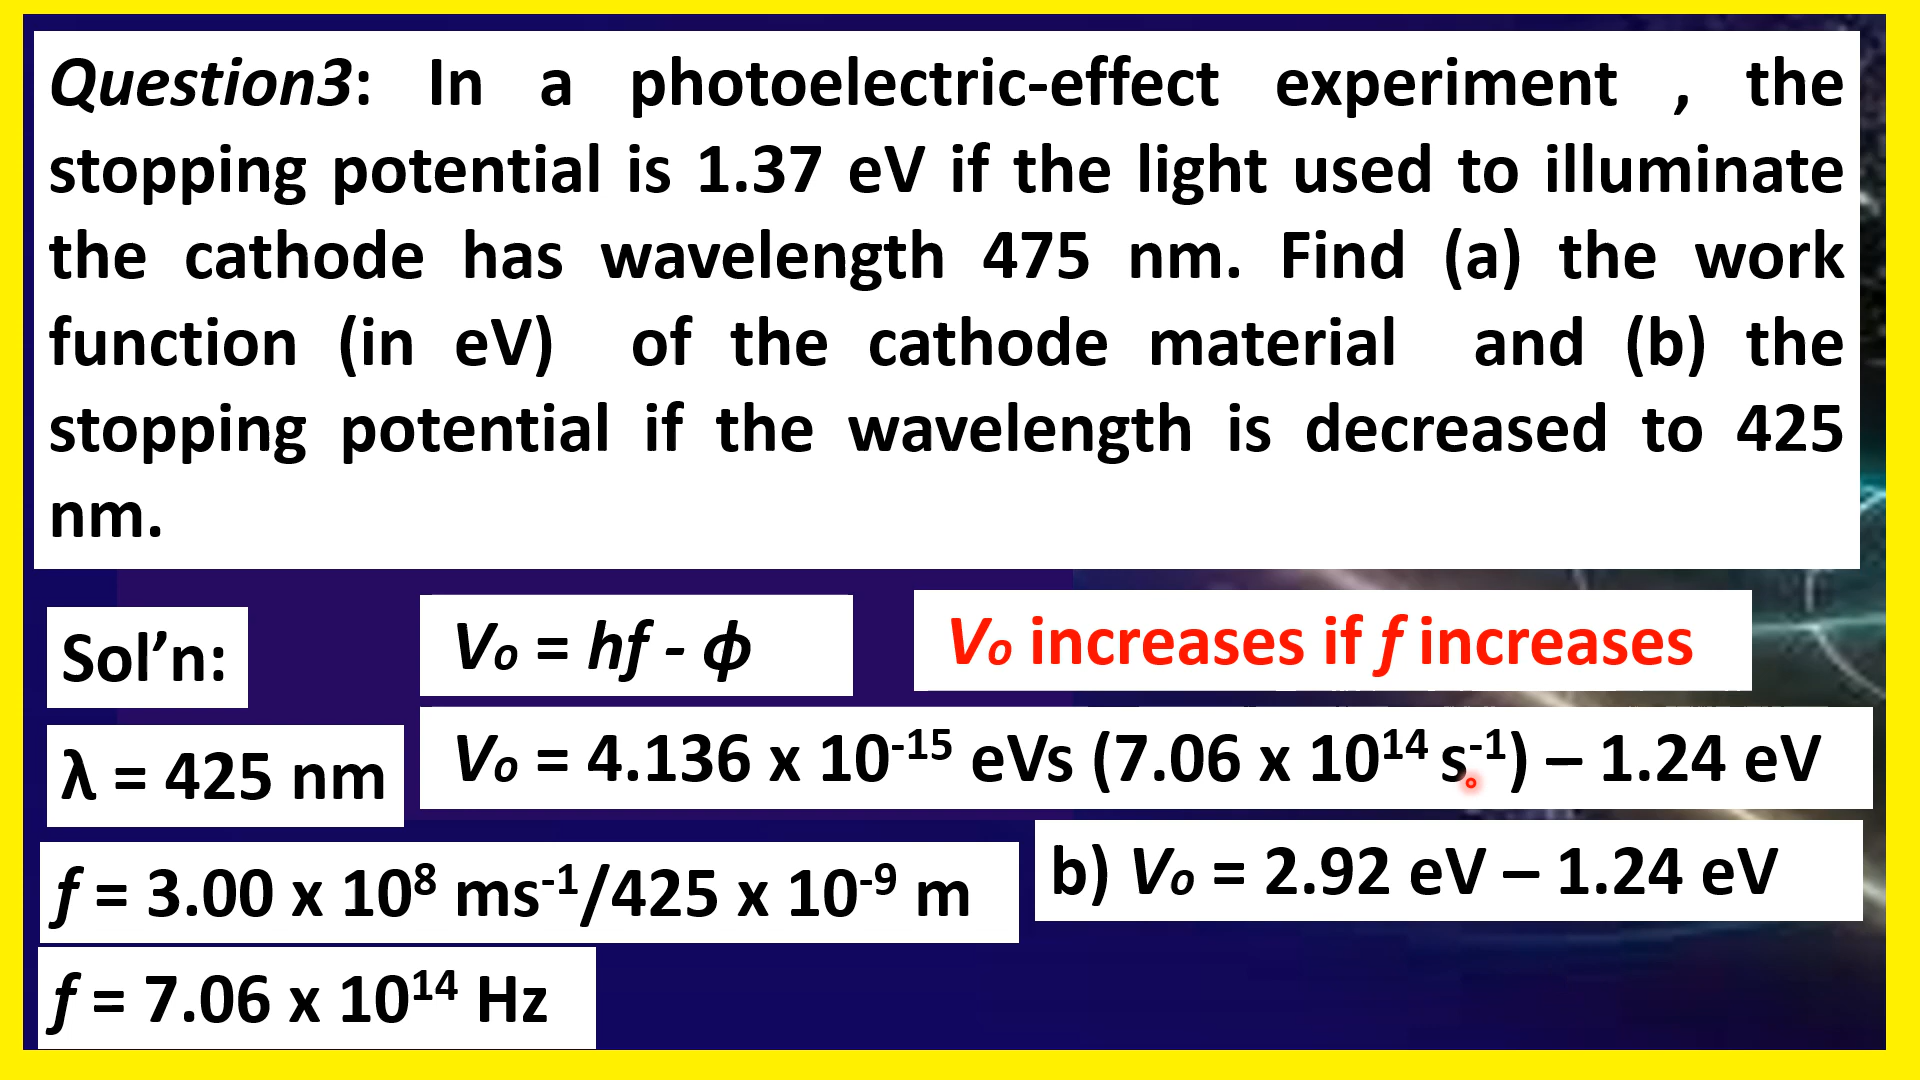 Question3: In a photoelectric-effect experiment , the
stopping potential is 1.37 eV if the light used to illuminate
the cathode has wavelength 475 nm. Find (a) the work
function (in eV) of the cathode material and (b) the
stopping potential if the wavelength is decreased to 425
nm.
Sol’n:
Vₒ = hf - ϕ
Vₒ increases if f increases
λ = 425 nm
Vₒ = 4.136 x 10⁻¹⁵ eVs (7.06 x 10¹⁴ s⁻¹) – 1.24 eV
f = 3.00 x 10⁸ ms⁻¹/425 x 10⁻⁹ m
b) Vₒ = 2.92 eV – 1.24 eV
f = 7.06 x 10¹⁴ Hz